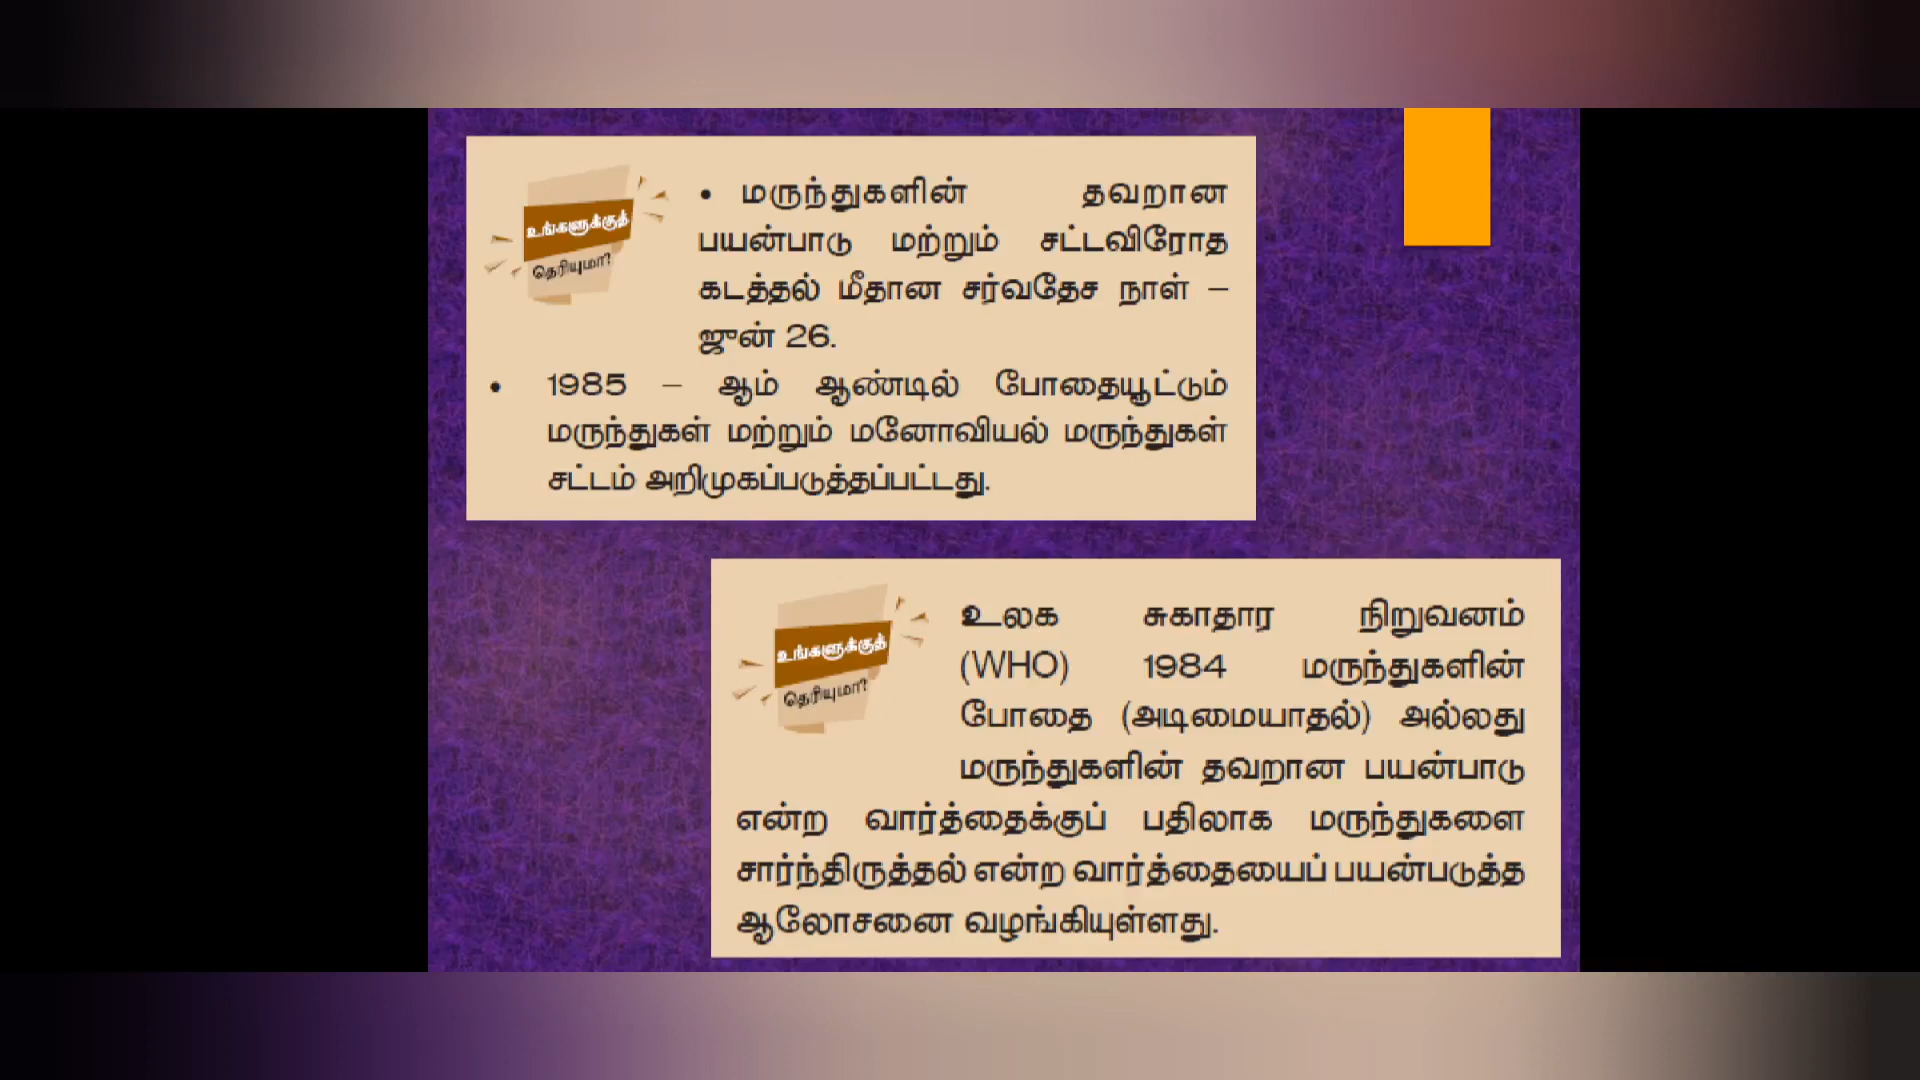 உங்களுக்குத்
தெரியுமா?
• மருந்துகளின் தவறான
பயன்பாடு மற்றும் சட்டவிரோத
கடத்தல் மீதான சர்வதேச நாள் –
ஜுன் 26.
• 1985 – ஆம் ஆண்டில் போதையூட்டும்
மருந்துகள் மற்றும் மனோவியல் மருந்துகள்
சட்டம் அறிமுகப்படுத்தப்பட்டது.
உங்களுக்குத்
தெரியுமா?
உலக சுகாதார நிறுவனம்
(WHO) 1984 மருந்துகளின்
போதை (அடிமையாதல்) அல்லது
மருந்துகளின் தவறான பயன்பாடு
என்ற வார்த்தைக்குப் பதிலாக மருந்துகளை
சார்ந்திருத்தல் என்ற வார்த்தையைப் பயன்படுத்த
ஆலோசனை வழங்கியுள்ளது.